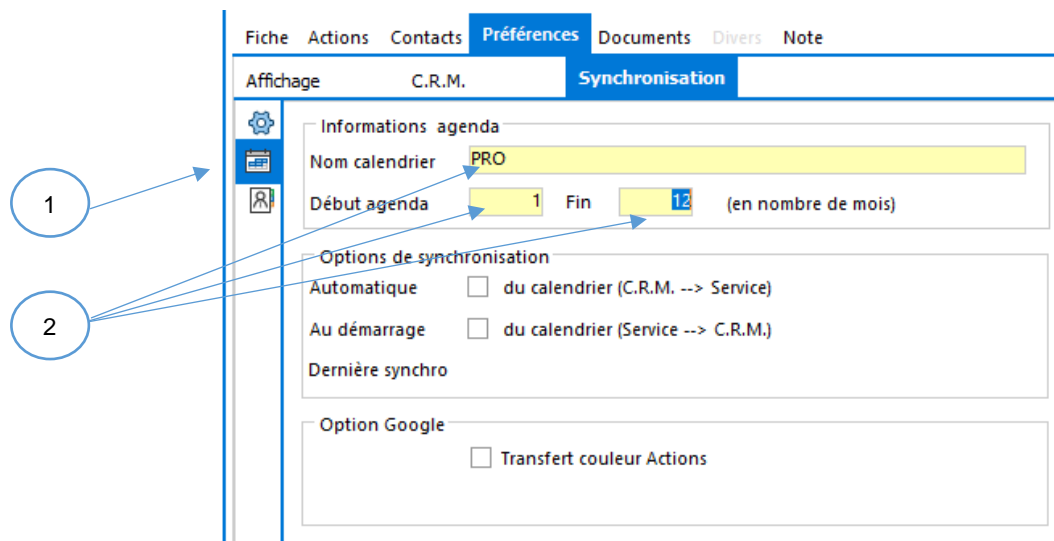 Fiche Actions Contacts Préférences Documents Divers Note
Affichage C.R.M. Synchronisation
Informations agenda
Nom calendrier PRO
1
Début agenda 1 Fin 12 (en nombre de mois)
Options de synchronisation
Automatique du calendrier (C.R.M. --> Service)
2
Au démarrage du calendrier (Service --> C.R.M.)
Dernière synchro
Option Google
Transfert couleur Actions